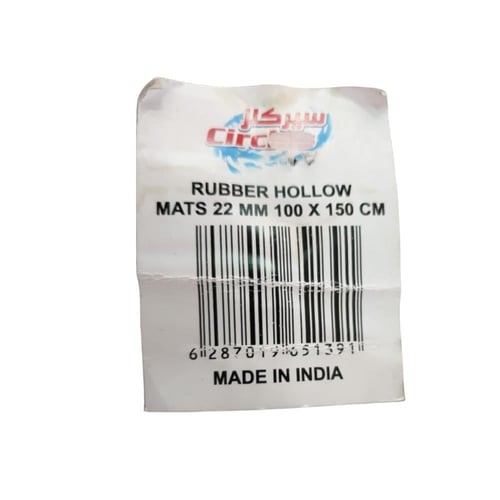 سيركلز
RUBBER HOLLOW
MATS 22 MM 100 X 150 CM
6 287019 651391
MADE IN INDIA